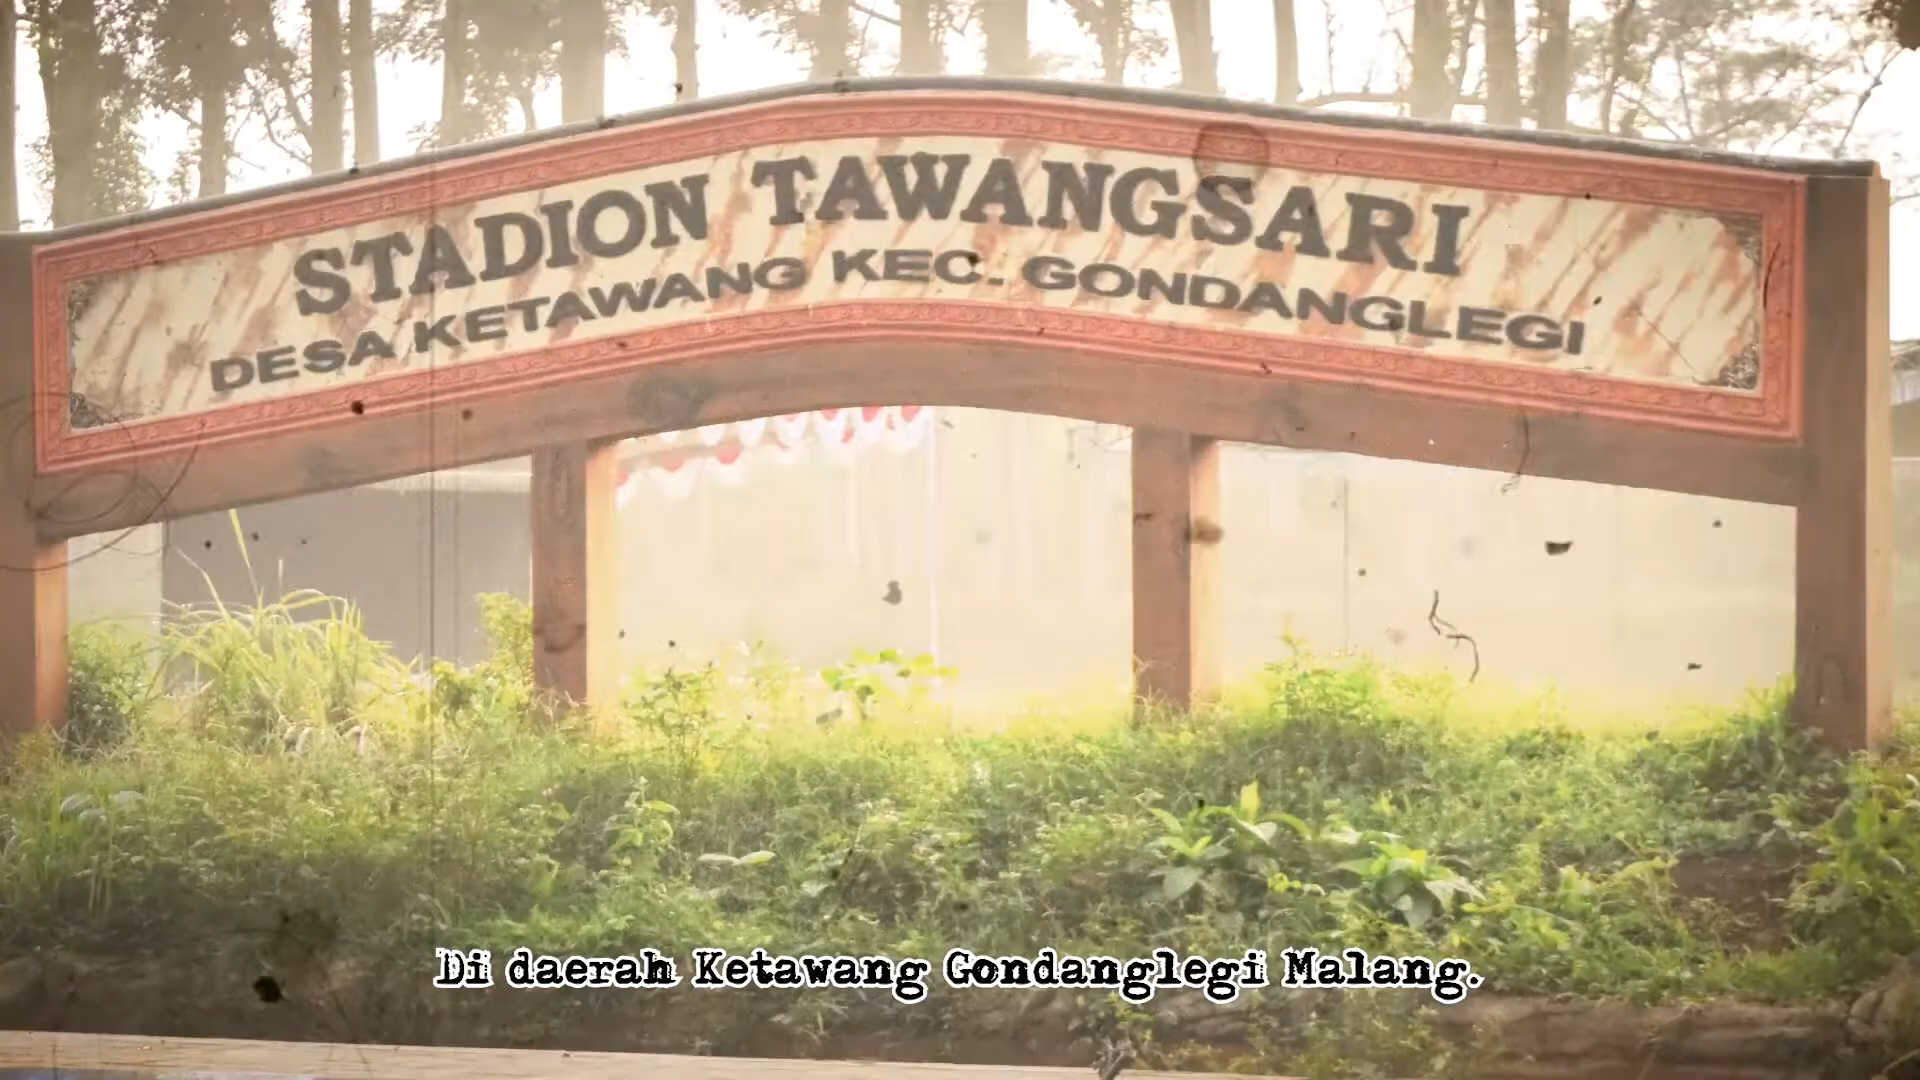 STADION TAWANGSARI
DESA KETAWANG KEC. GONDANGLEGI
Di daerah Ketawang Gondanglegi Malang.